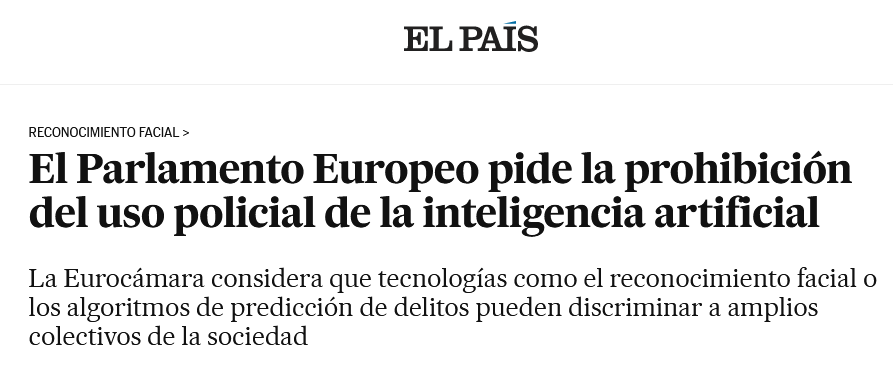 EL PAÍS
RECONOCIMIENTO FACIAL >
El Parlamento Europeo pide la prohibición
del uso policial de la inteligencia artificial
La Eurocámara considera que tecnologías como el reconocimiento facial o
los algoritmos de predicción de delitos pueden discriminar a amplios
colectivos de la sociedad